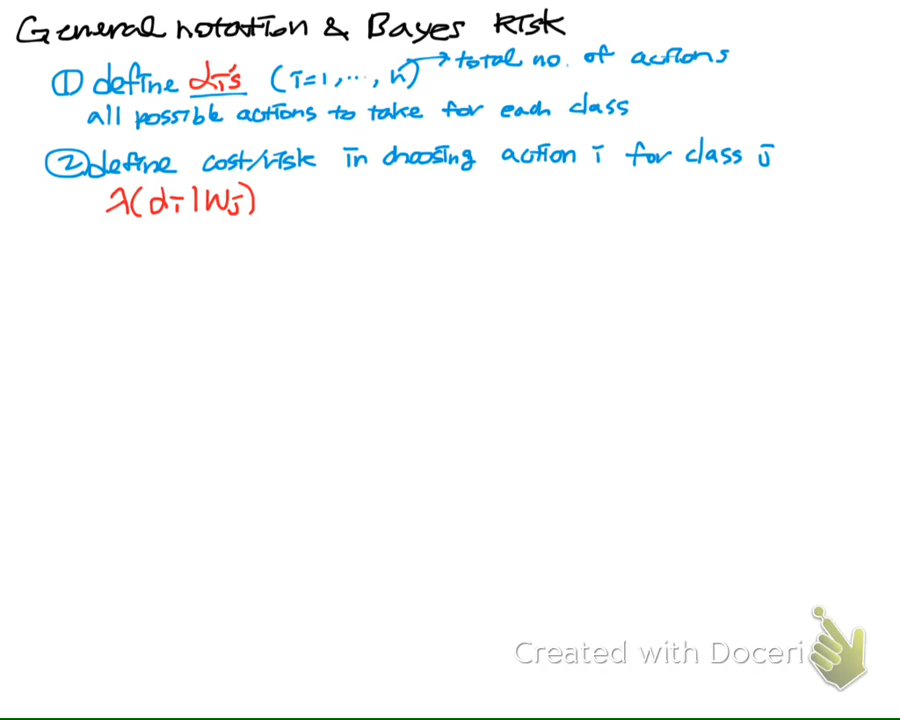 General notation & Bayes Risk
① define αi's (i=1, ..., n) → total no. of actions
all possible actions to take for each class
② define cost/risk in choosing action i for class j
λ(αi|Wj)
Created with Doceri